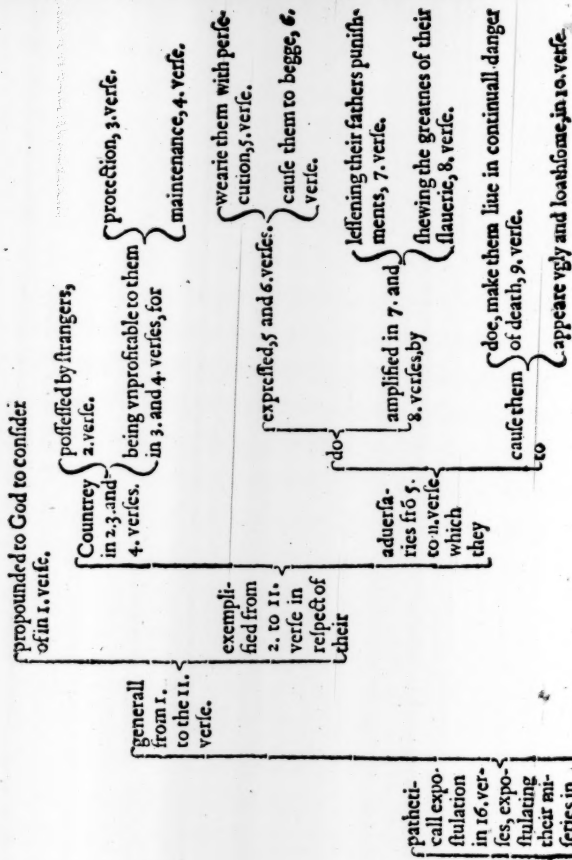 patheti-
call expo-
ſtulation
in 16.ver-
ſes, expo-
ſtulating
their mi-
ſeries in
generall
from 1.
to the 11.
verſe.
propounded to God to conſider
of in 1. verſe.
exempli-
fied from
2. to 11.
verſe in
reſpect of
their
Countrey
in 2.3.and
4. verſes.
poſſeſſed by ſtrangers,
2.verſe.
being vnprofitable to them
in 3. and 4. verſes, for
protection, 3.verſe.
maintenance, 4. verſe.
aduerſa-
ries frō 5.
to 11.verſe
which
they
do
expreſſed,5 and 6.verſes.
wearie them with perſe-
cution,5.verſe.
cauſe them to begge, 6.
verſe.
amplified in 7. and
8. verſes,by
leſſening their fathers puniſh-
ments, 7. verſe.
ſhewing the greatnes of their
ſlauerie, 8. verſe.
to
cauſe them
doe, make them liue in continuall danger
of death, 9. verſe.
appeare vgly and loathſome,in 10.verſe.